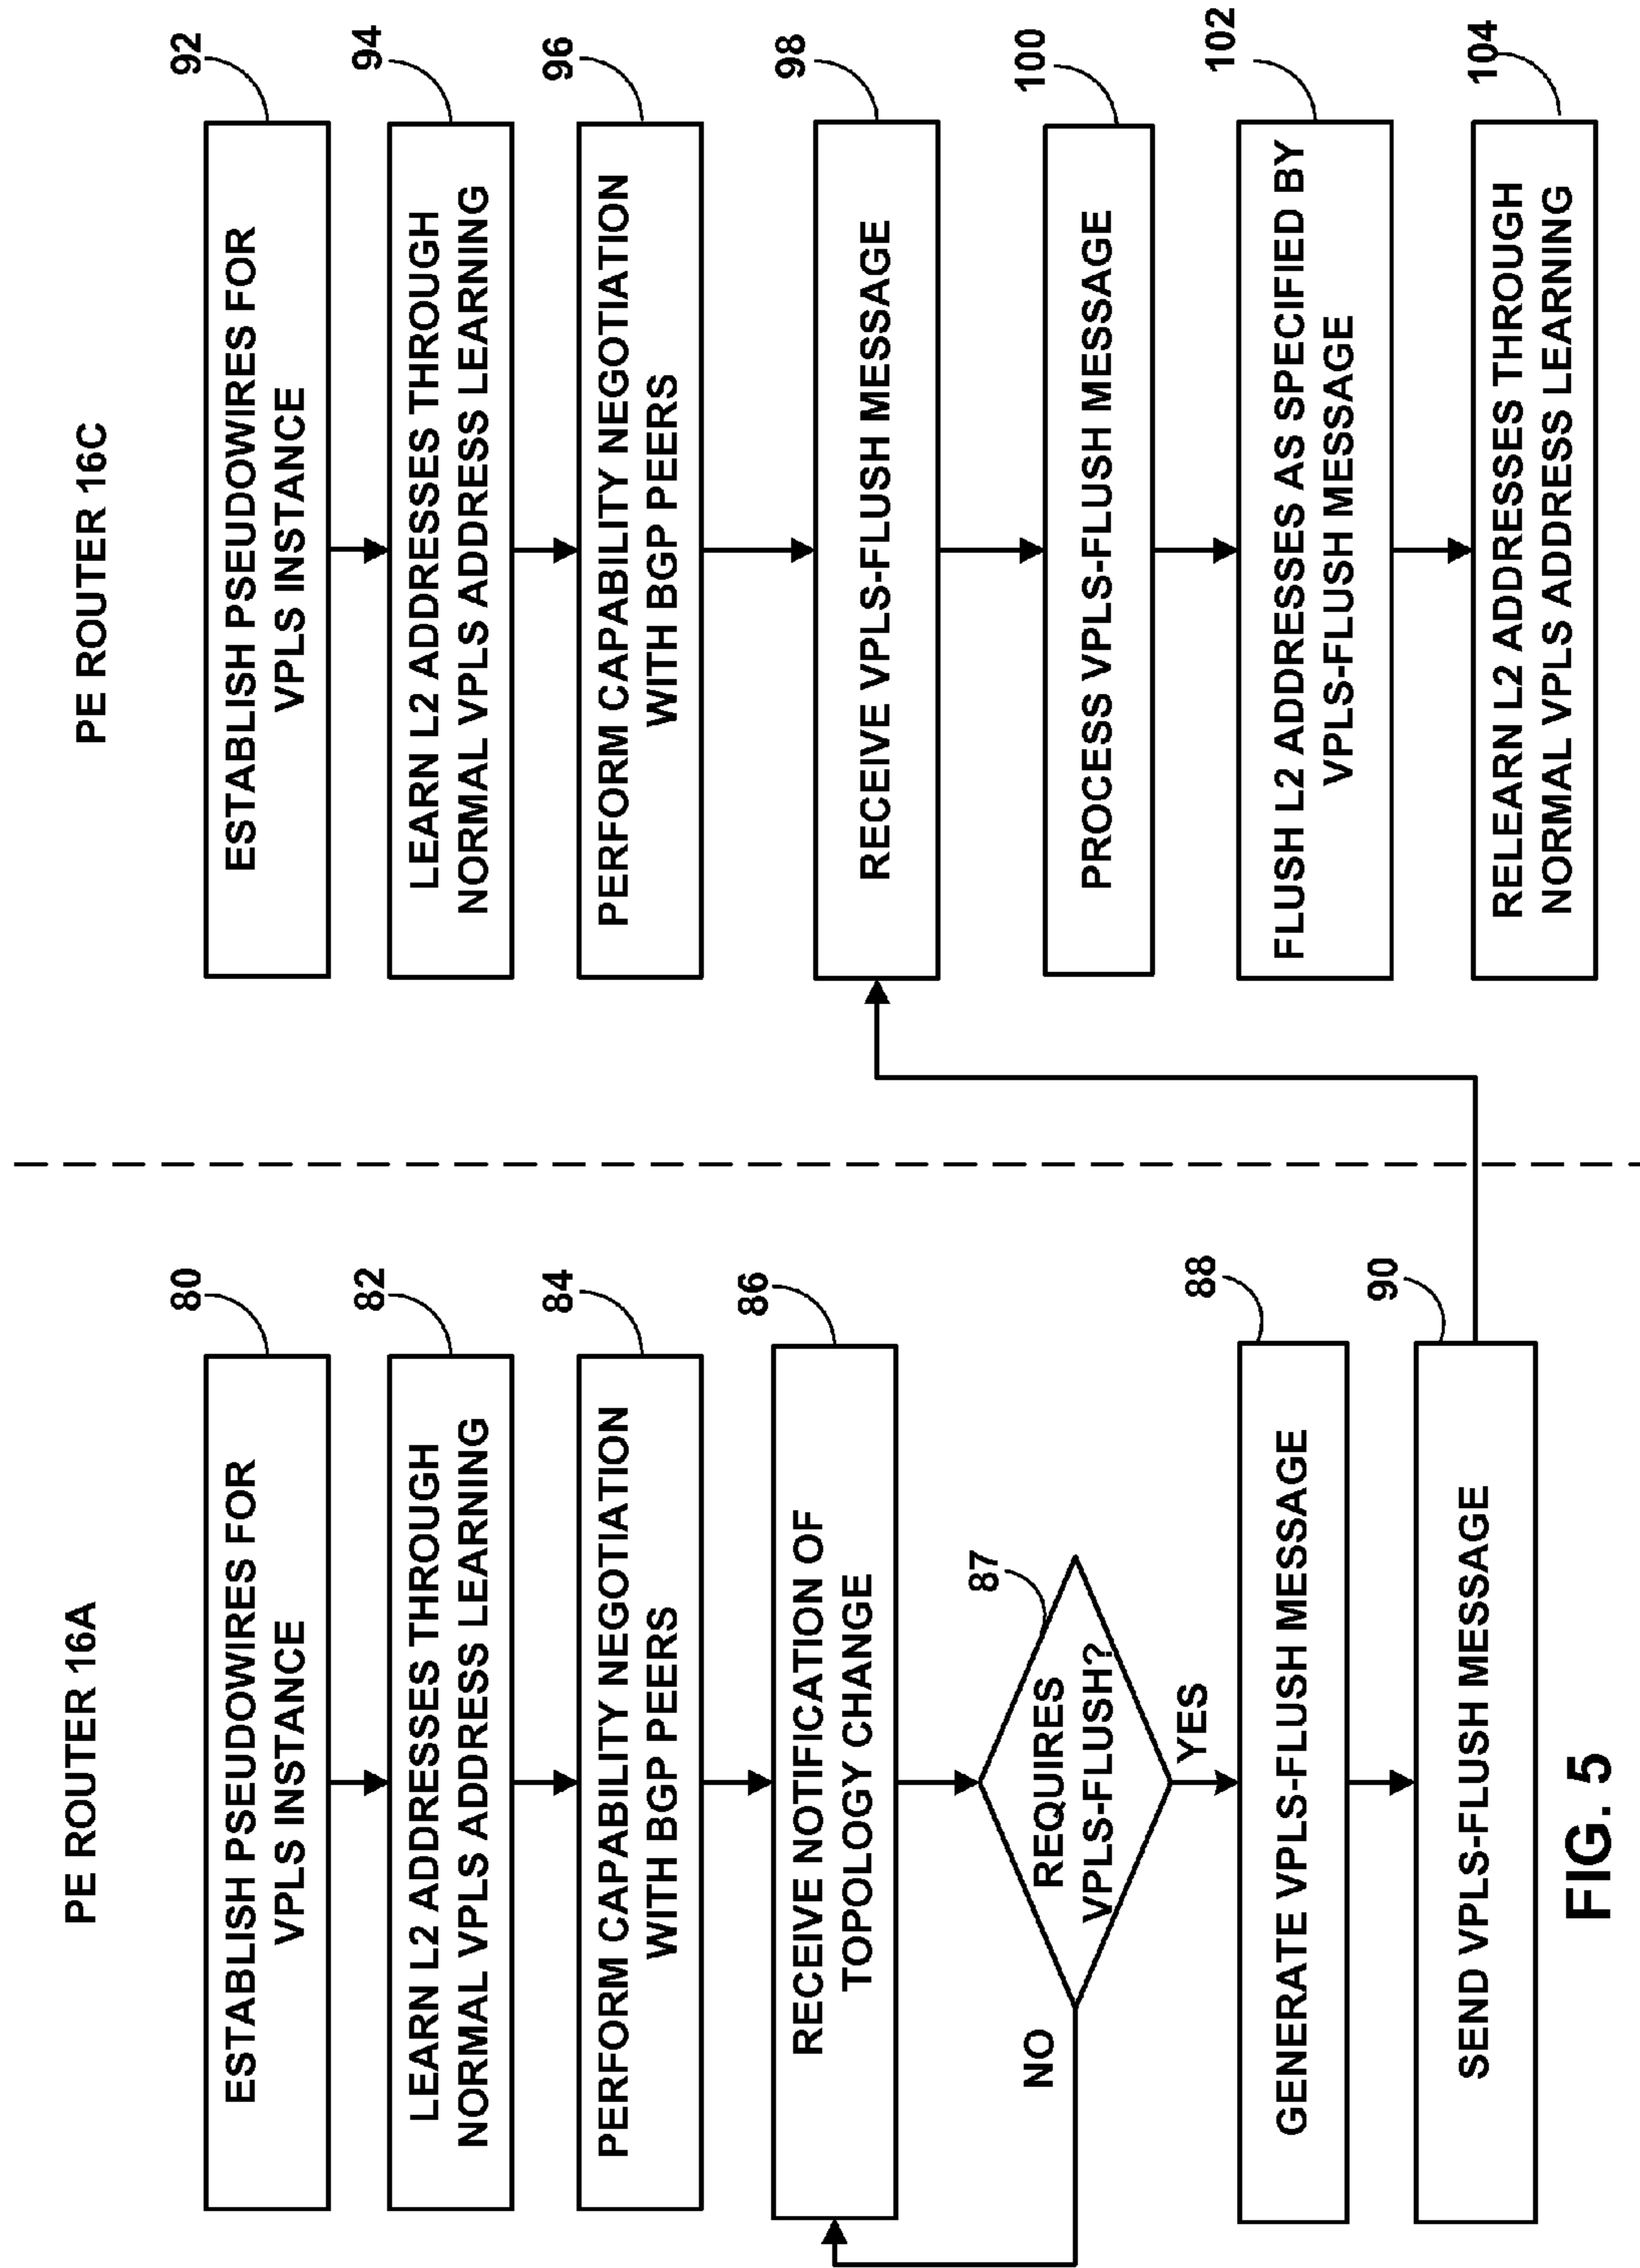 PE ROUTER 16A
80
ESTABLISH PSEUDOWIRES FOR
VPLS INSTANCE
82
LEARN L2 ADDRESSES THROUGH
NORMAL VPLS ADDRESS LEARNING
84
PERFORM CAPABILITY NEGOTIATION
WITH BGP PEERS
86
RECEIVE NOTIFICATION OF
TOPOLOGY CHANGE
87
REQUIRES
VPLS-FLUSH?
NO
YES
88
GENERATE VPLS-FLUSH MESSAGE
90
SEND VPLS-FLUSH MESSAGE
PE ROUTER 16C
92
ESTABLISH PSEUDOWIRES FOR
VPLS INSTANCE
94
LEARN L2 ADDRESSES THROUGH
NORMAL VPLS ADDRESS LEARNING
96
PERFORM CAPABILITY NEGOTIATION
WITH BGP PEERS
98
RECEIVE VPLS-FLUSH MESSAGE
100
PROCESS VPLS-FLUSH MESSAGE
102
FLUSH L2 ADDRESSES AS SPECIFIED BY
VPLS-FLUSH MESSAGE
104
RELEARN L2 ADDRESSES THROUGH
NORMAL VPLS ADDRESS LEARNING
FIG. 5